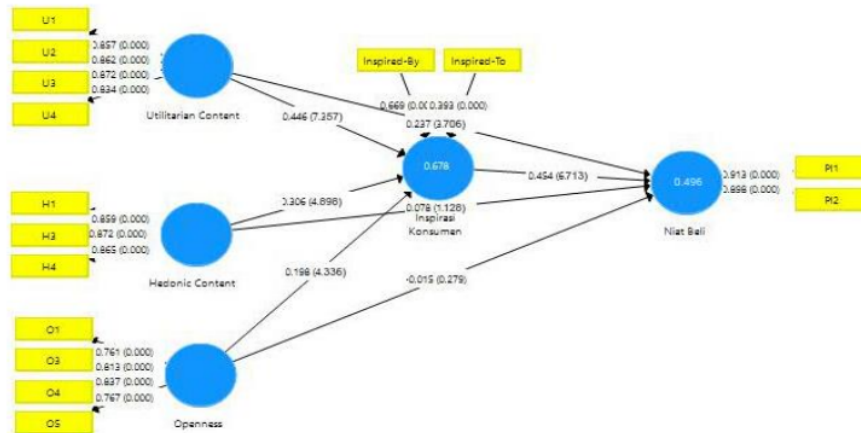 U1
U2
U3
U4
0.857 (0.000)
0.862 (0.000)
0.872 (0.000)
0.834 (0.000)
Utilitarian Content
Inspired-By
Inspired-To
0.669 (0.00
0.393 (0.000)
0.446 (7.357)
0.237 (3.706)
0.678
Inspirasi
Konsumen
0.454 (6.713)
0.496
Niat Beli
0.913 (0.000)
0.898 (0.000)
PI1
PI2
H1
H3
H4
0.859 (0.000)
0.872 (0.000)
0.865 (0.000)
Hedonic Content
0.306 (4.898)
0.078 (1.128)
0.198 (4.336)
-0.015 (0.279)
O1
O3
O4
O5
0.761 (0.000)
0.813 (0.000)
0.837 (0.000)
0.767 (0.000)
Openness